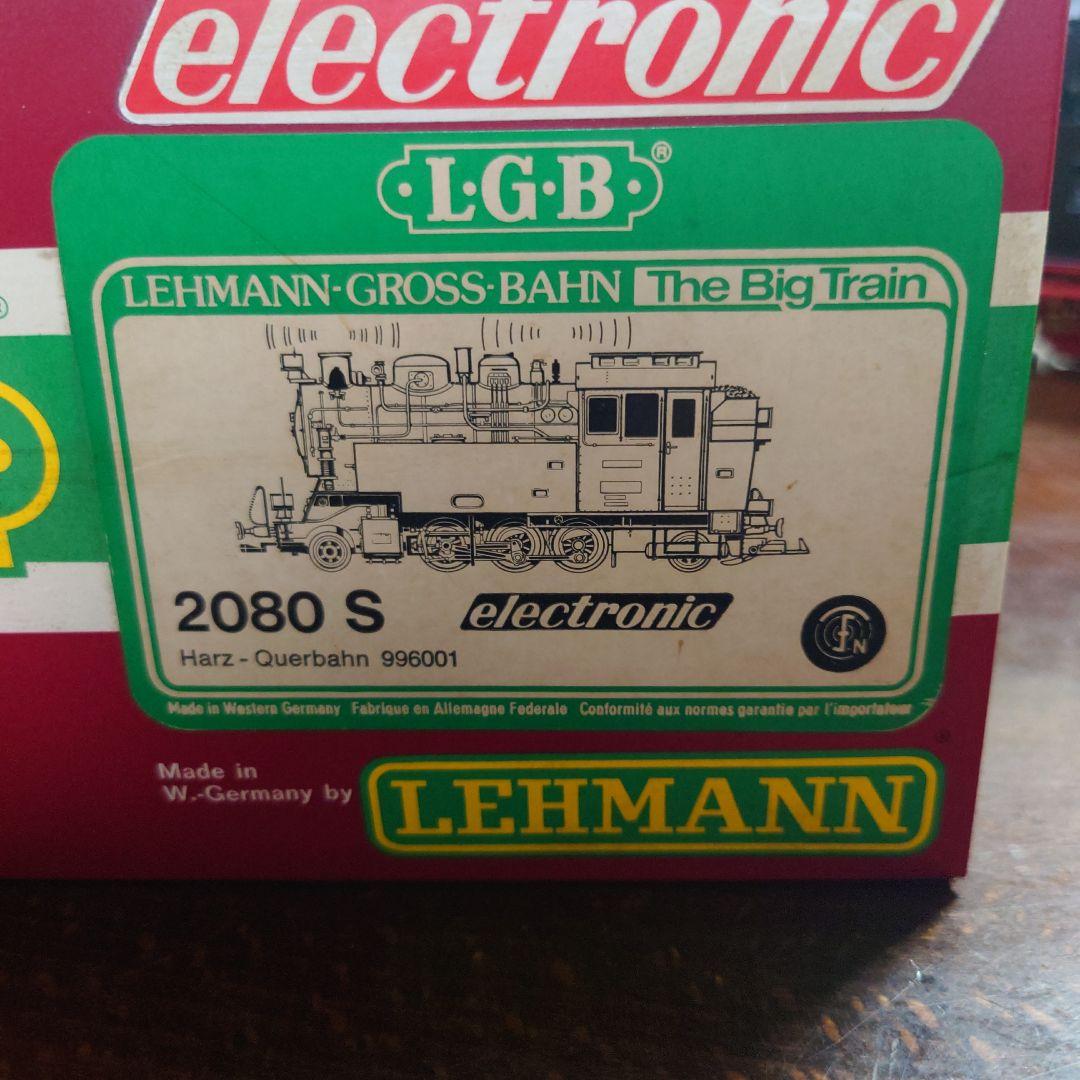 electronic
L·G·B®
LEHMANN-GROSS-BAHN The Big Train
2080 S electronic
Harz - Querbahn 996001
Made in Western Germany Fabrique en Allemagne Federale Conformité aux normes garantie par l'importateur
Made in
W.-Germany by
LEHMANN